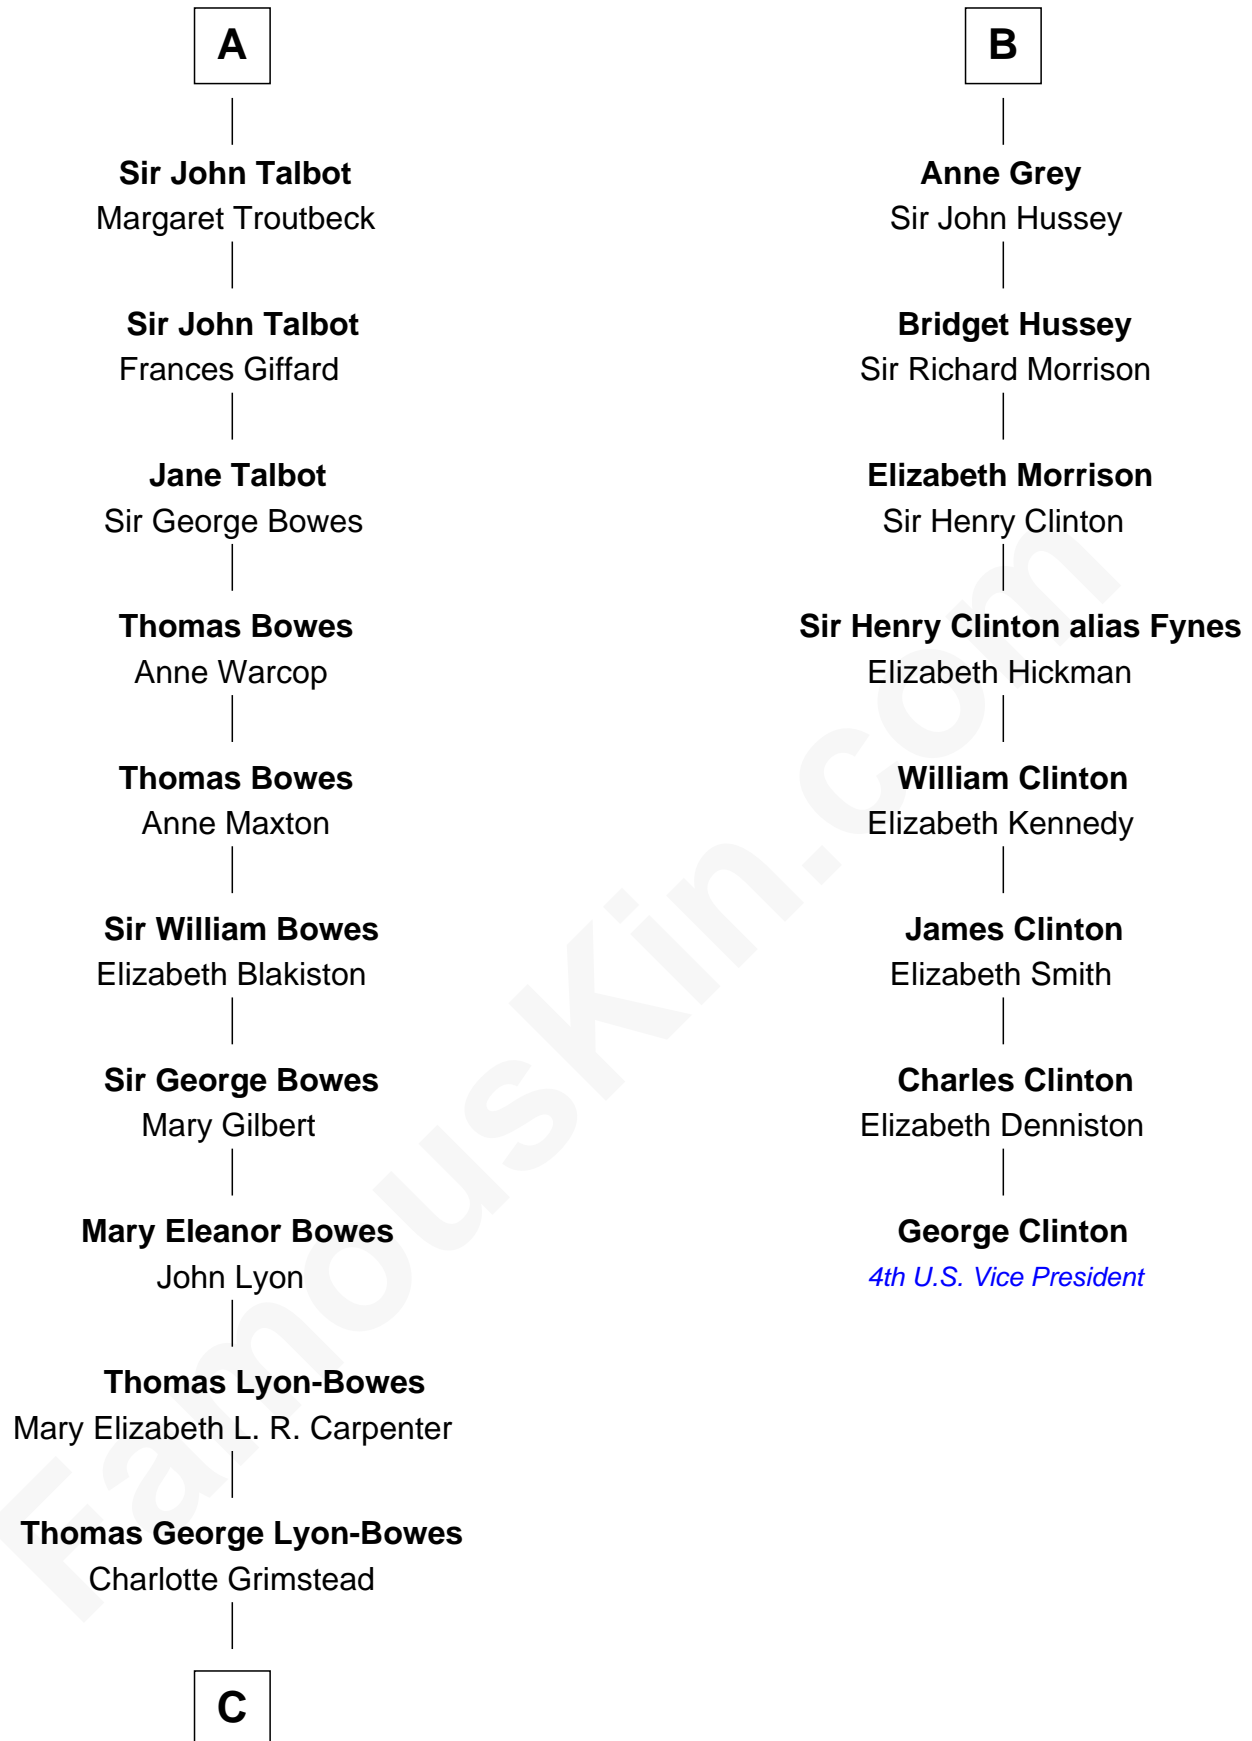 A
Sir John Talbot
Margaret Troutbeck
Sir John Talbot
Frances Giffard
Jane Talbot
Sir George Bowes
Thomas Bowes
Anne Warcop
Thomas Bowes
Anne Maxton
Sir William Bowes
Elizabeth Blakiston
Sir George Bowes
Mary Gilbert
Mary Eleanor Bowes
John Lyon
Thomas Lyon-Bowes
Mary Elizabeth L. R. Carpenter
Thomas George Lyon-Bowes
Charlotte Grimstead
C
B
Anne Grey
Sir John Hussey
Bridget Hussey
Sir Richard Morrison
Elizabeth Morrison
Sir Henry Clinton
Sir Henry Clinton alias Fynes
Elizabeth Hickman
William Clinton
Elizabeth Kennedy
James Clinton
Elizabeth Smith
Charles Clinton
Elizabeth Denniston
George Clinton
4th U.S. Vice President
FamousKin.com